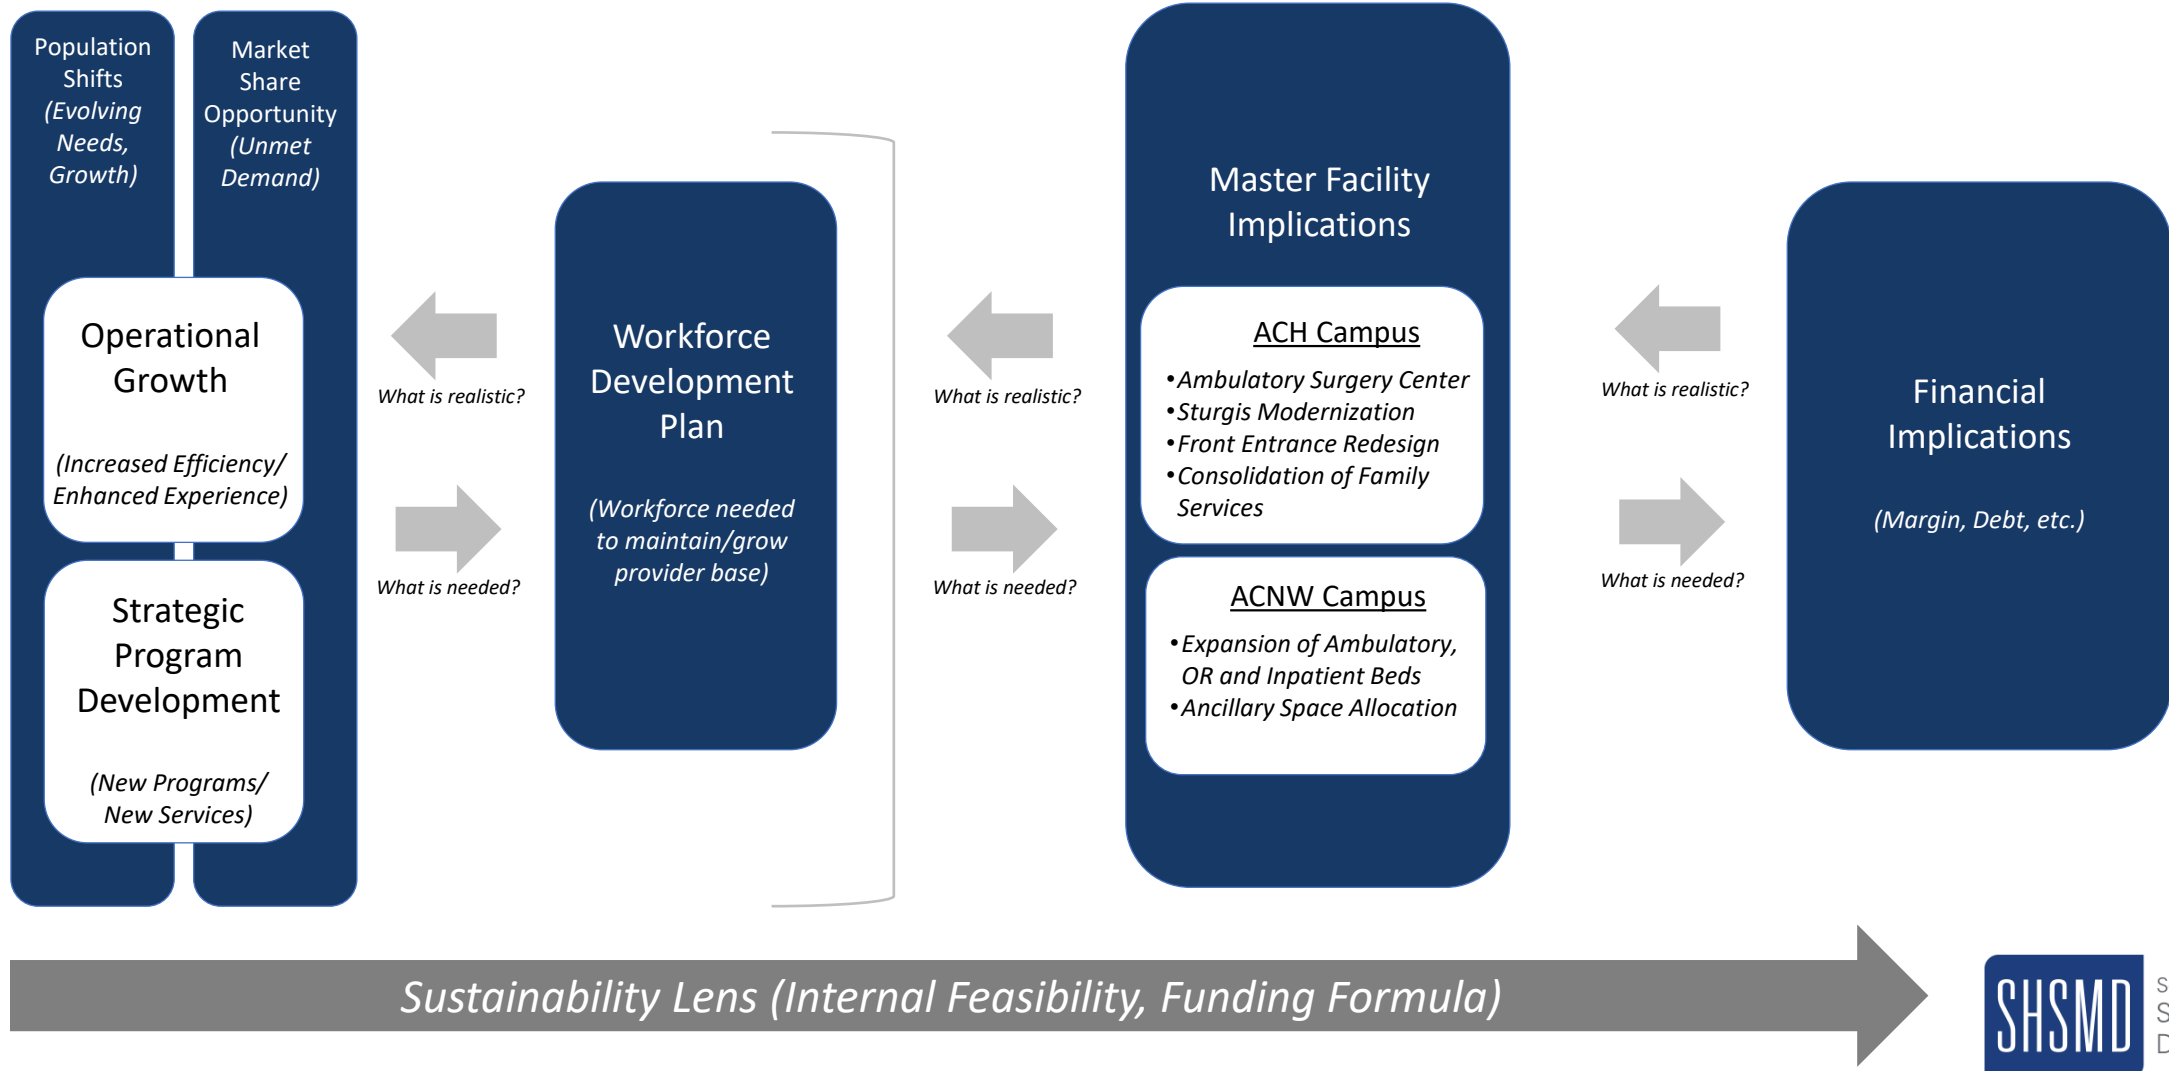 Population
Shifts
(Evolving
Needs,
Growth)
Market
Share
Opportunity
(Unmet
Demand)
Operational
Growth
(Increased Efficiency/
Enhanced Experience)
Strategic
Program
Development
(New Programs/
New Services)
What is realistic?
What is needed?
Workforce
Development
Plan
(Workforce needed
to maintain/grow
provider base)
What is realistic?
What is needed?
Master Facility
Implications
ACH Campus
•Ambulatory Surgery Center
•Sturgis Modernization
•Front Entrance Redesign
•Consolidation of Family
Services
ACNW Campus
•Expansion of Ambulatory,
OR and Inpatient Beds
•Ancillary Space Allocation
What is realistic?
What is needed?
Financial
Implications
(Margin, Debt, etc.)
Sustainability Lens (Internal Feasibility, Funding Formula)
SHSMD